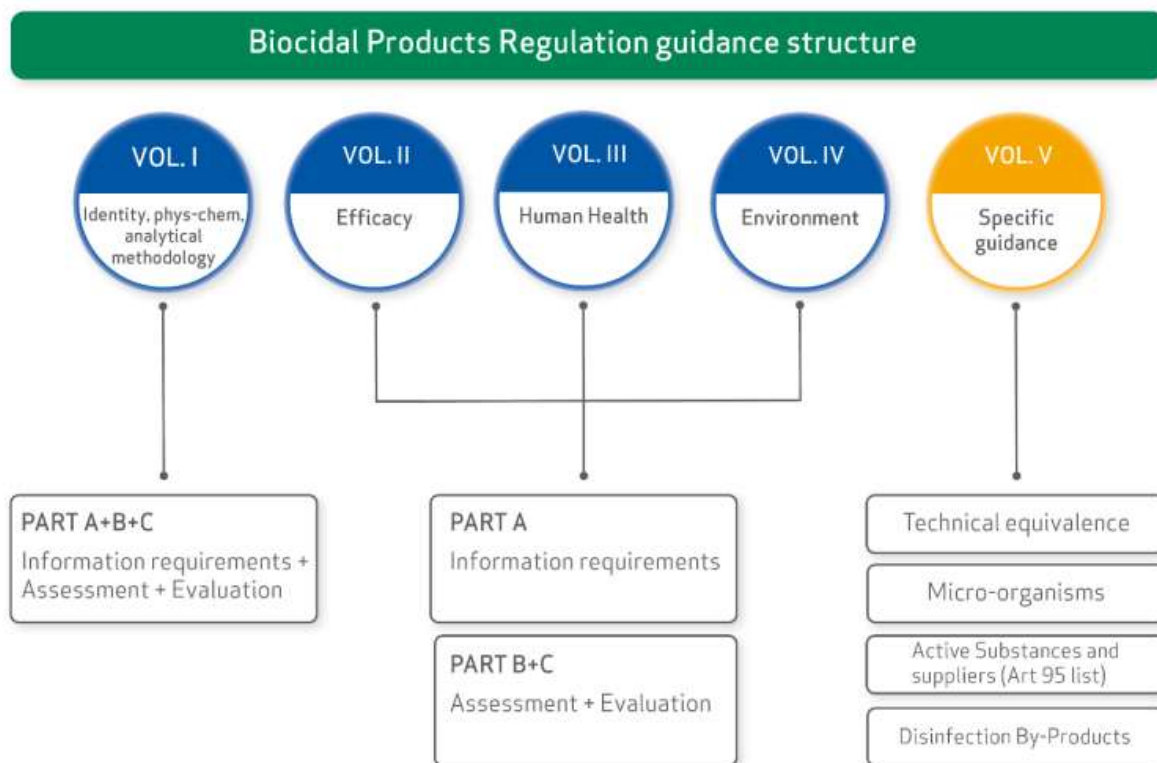 Biocidal Products Regulation guidance structure
VOL. I
Identity, phys-chem,
analytical
methodology
VOL. II
Efficacy
VOL. III
Human Health
VOL. IV
Environment
VOL. V
Specific
guidance
PART A+B+C
Information requirements +
Assessment + Evaluation
PART A
Information requirements
PART B+C
Assessment + Evaluation
Technical equivalence
Micro-organisms
Active Substances and
suppliers (Art 95 list)
Disinfection By-Products